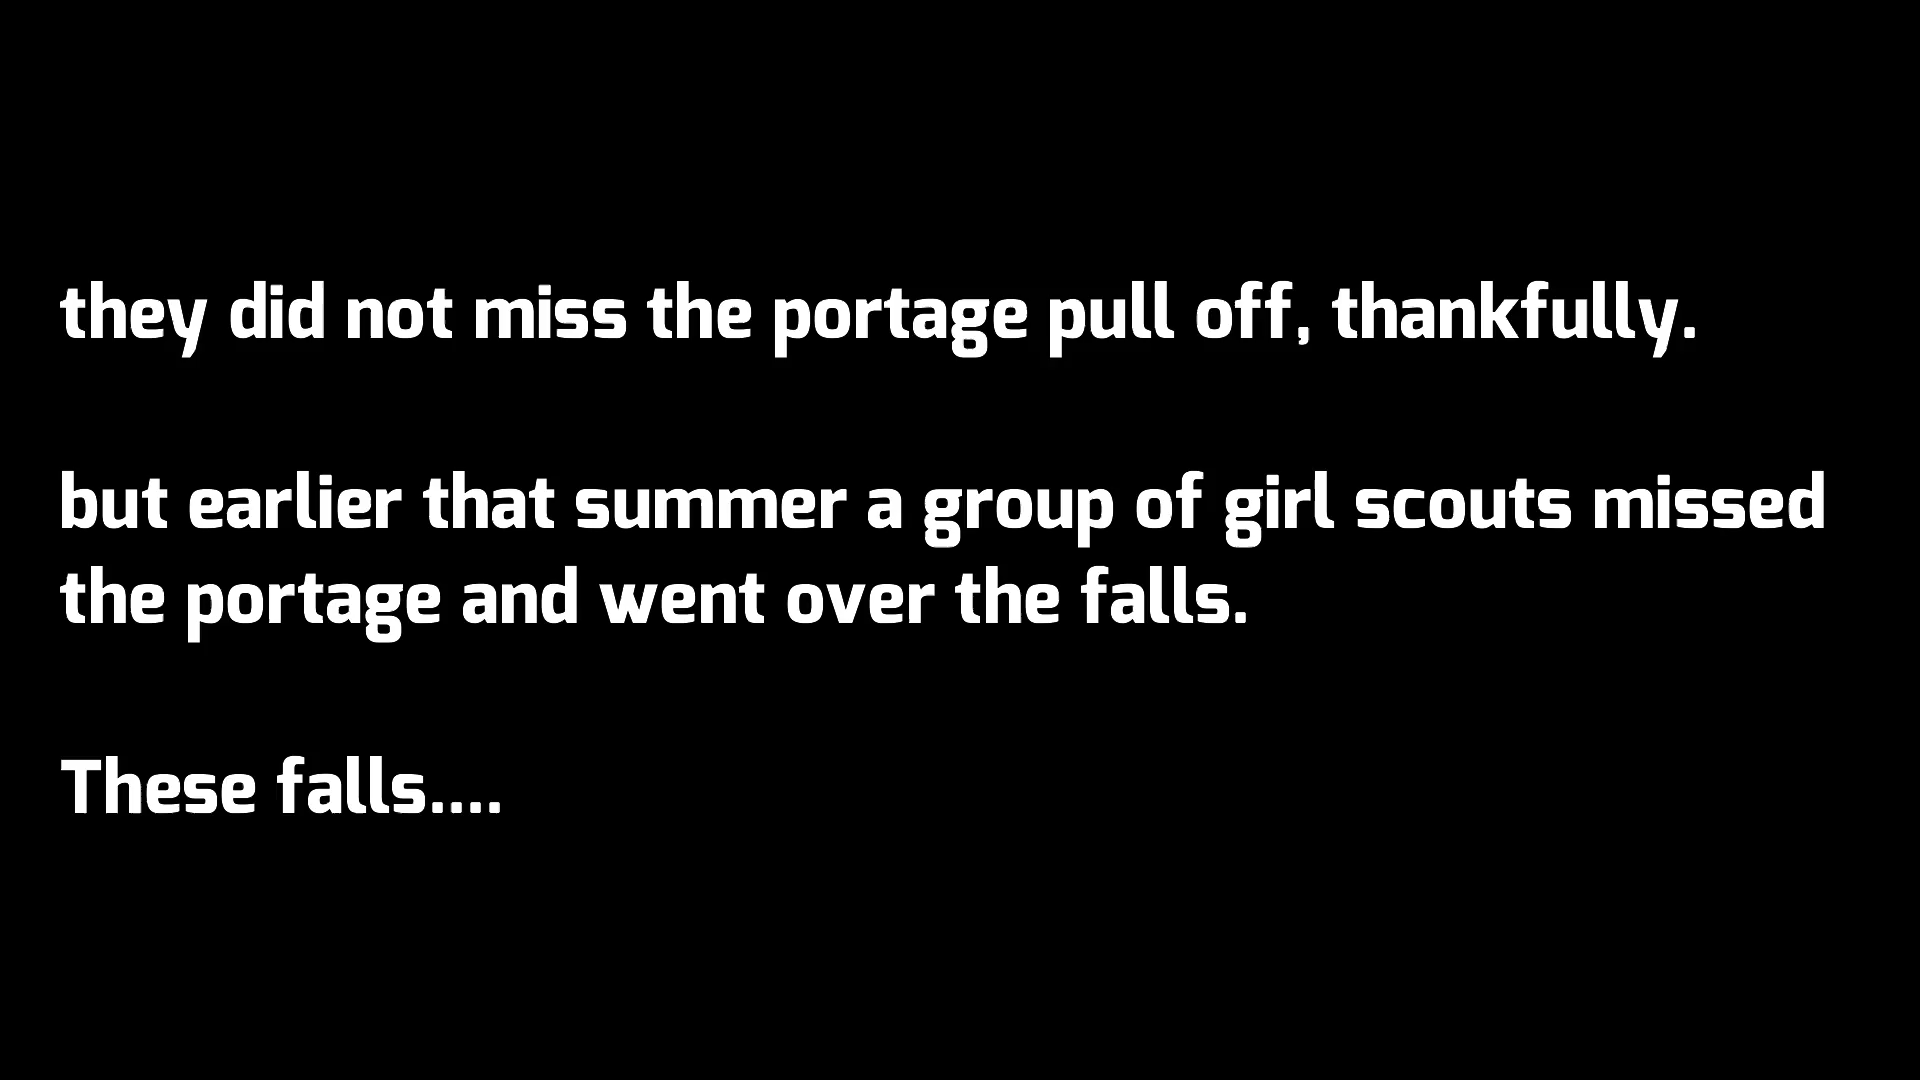 they did not miss the portage pull off, thankfully.
but earlier that summer a group of girl scouts missed
the portage and went over the falls.
These falls....